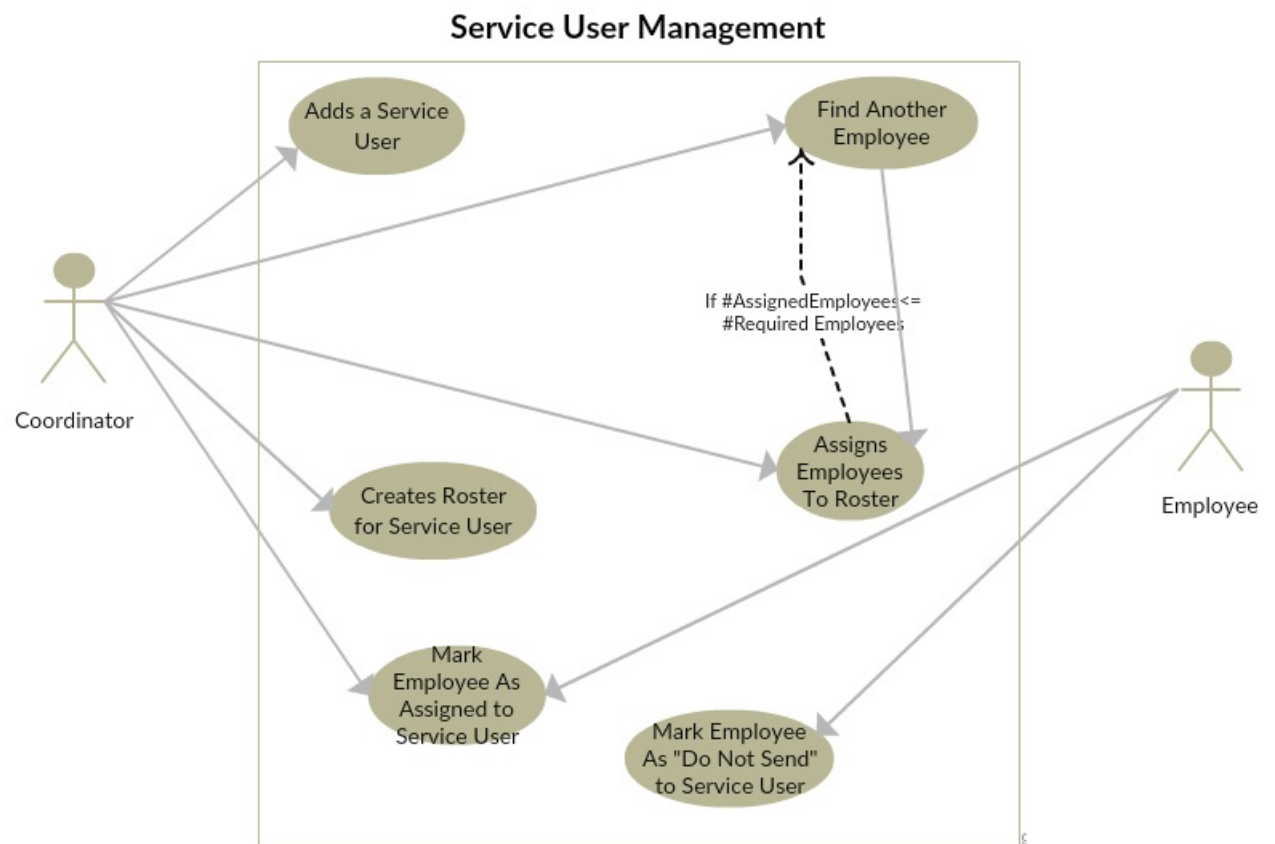 Service User Management
Adds a Service
User
Find Another
Employee
If #AssignedEmployees<=
#Required Employees
Coordinator
Assigns
Employees
To Roster
Creates Roster
for Service User
Employee
Mark
Employee As
Assigned to
Service User
Mark Employee
As "Do Not Send"
to Service User